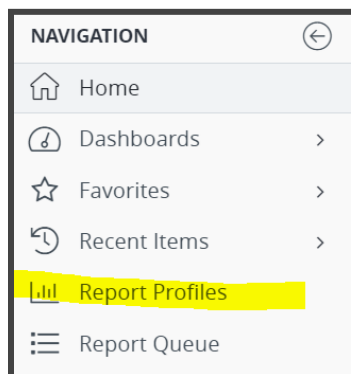 NAVIGATION
Home
Dashboards
Favorites
Recent Items
Report Profiles
Report Queue